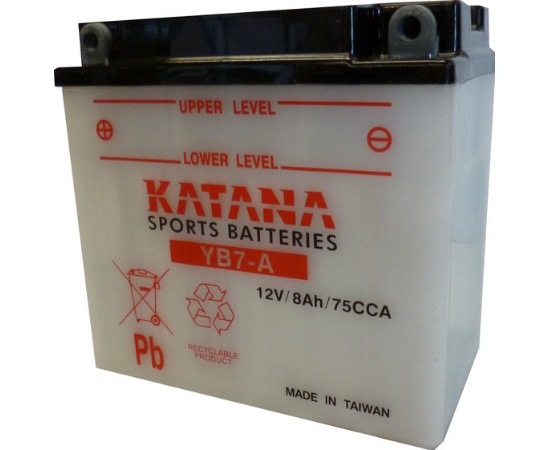 UPPER LEVEL
LOWER LEVEL
KATANA
SPORTS BATTERIES
YB7-A
12V/8Ah/75CCA
Pb
RECYCLABLE
PRODUCT
MADE IN TAIWAN